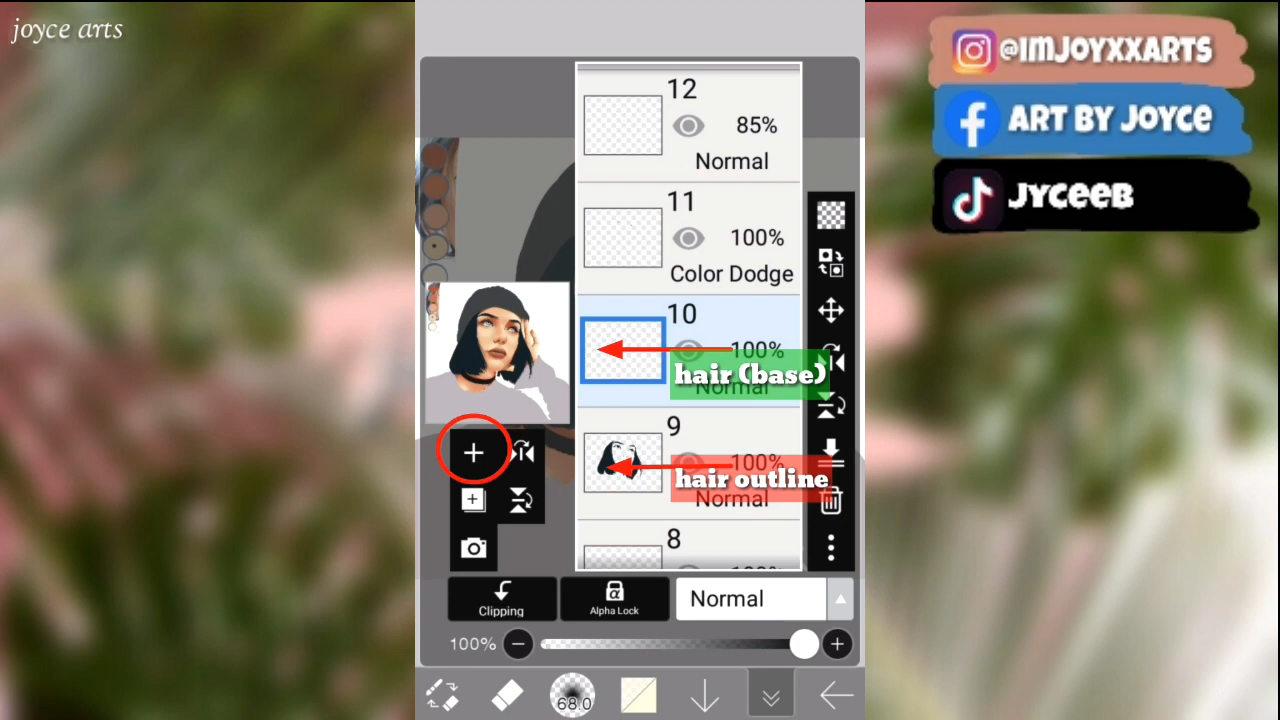 joyce arts
@IMJOYXXARTS
ART BY JOYCE
JYCEEB
12
85%
Normal
11
100%
Color Dodge
10
100%
hair (base)
Normal
9
100%
hair outline
Normal
8
100%
Clipping
α
Alpha Lock
Normal
100%
68.0